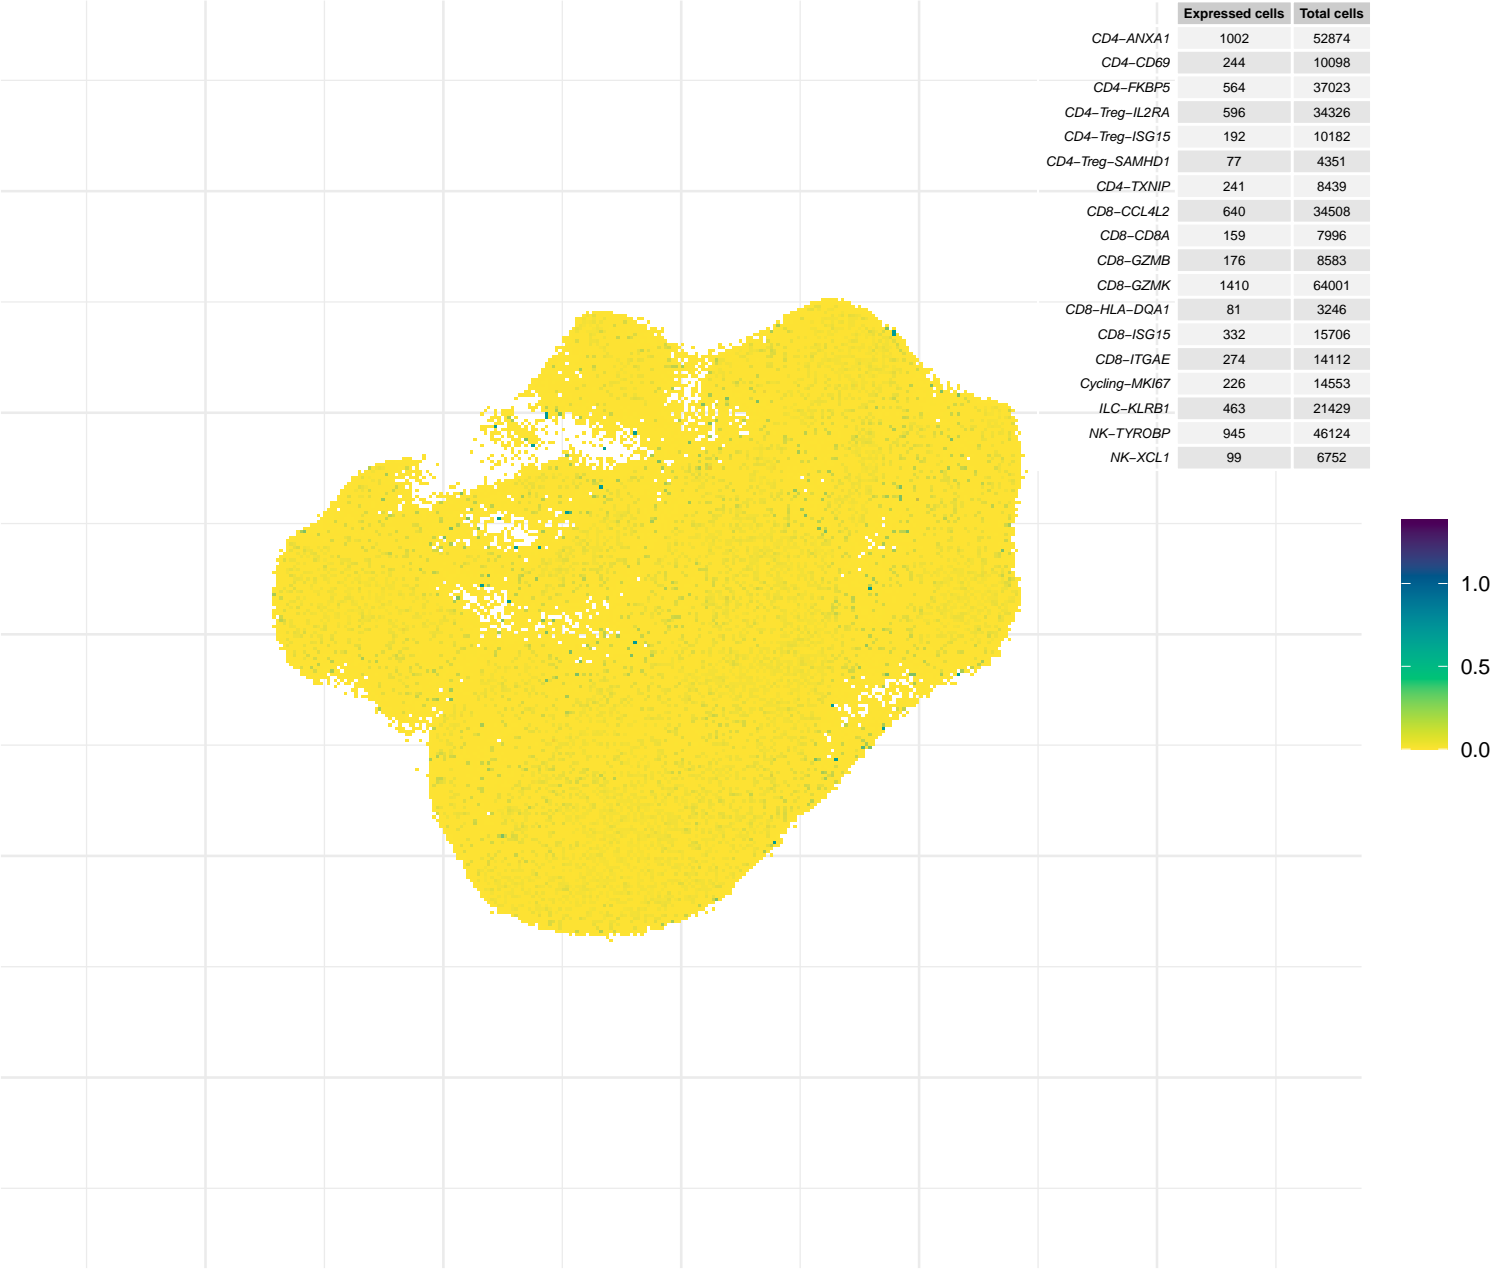 Expressed cells Total cells
CD4−ANXA1 1002 52874
CD4−CD69 244 10098
CD4−FKBP5 564 37023
CD4−Treg−IL2RA 596 34326
CD4−Treg−ISG15 192 10182
CD4−Treg−SAMHD1 77 4351
CD4−TXNIP 241 8439
CD8−CCL4L2 640 34508
CD8−CD8A 159 7996
CD8−GZMB 176 8583
CD8−GZMK 1410 64001
CD8−HLA−DQA1 81 3246
CD8−ISG15 332 15706
CD8−ITGAE 274 14112
Cycling−MKI67 226 14553
ILC−KLRB1 463 21429
NK−TYROBP 945 46124
NK−XCL1 99 6752
1.0
0.5
0.0